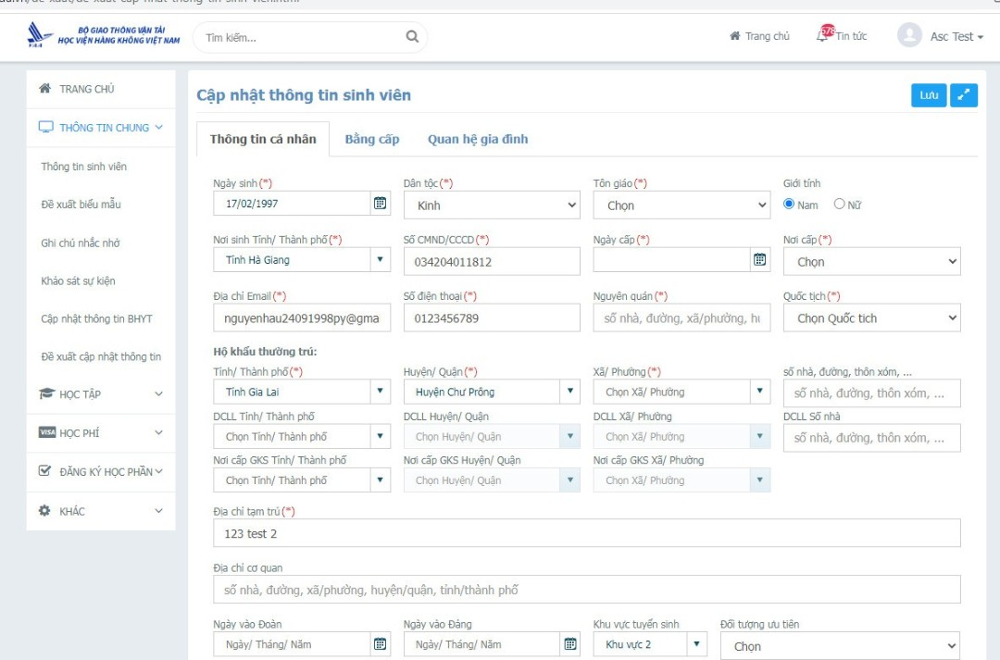 BỘ GIAO THÔNG VẬN TẢI
HỌC VIỆN HÀNG KHÔNG VIỆT NAM
Tìm kiếm...
Trang chủ
578
Tin tức
Asc Test
TRANG CHỦ
THÔNG TIN CHUNG
Thông tin sinh viên
Đề xuất biểu mẫu
Ghi chú nhắc nhở
Khảo sát sự kiện
Cập nhật thông tin BHYT
Đề xuất cập nhật thông tin
HỌC TẬP
VISA HỌC PHÍ
ĐĂNG KÝ HỌC PHẦN
KHÁC
Cập nhật thông tin sinh viên
Lưu
Thông tin cá nhân Bằng cấp Quan hệ gia đình
Ngày sinh (*) Dân tộc (*) Tôn giáo (*) Giới tính
17/02/1997 Kinh Chọn Nam Nữ
Nơi sinh Tỉnh/ Thành phố (*) Số CMND/CCCD (*) Ngày cấp (*) Nơi cấp (*)
Tỉnh Hà Giang 034204011812 Chọn
Địa chỉ Email (*) Số điện thoại (*) Nguyên quán (*) Quốc tịch (*)
nguyenhau24091998py@gma 0123456789 số nhà, đường, xã/phường, hu Chọn Quốc tich
Hộ khẩu thường trú:
Tỉnh/ Thành phố (*) Huyện/ Quận (*) Xã/ Phường (*) số nhà, đường, thôn xóm, ...
Tỉnh Gia Lai Huyện Chư Prông Chọn Xã/ Phường số nhà, đường, thôn xóm, ...
DCLL Tỉnh/ Thành phố DCLL Huyện/ Quận DCLL Xã/ Phường DCLL Số nhà
Chọn Tỉnh/ Thành phố Chọn Huyện/ Quận Chọn Xã/ Phường số nhà, đường, thôn xóm, ...
Nơi cấp GKS Tỉnh/ Thành phố Nơi cấp GKS Huyện/ Quận Nơi cấp GKS Xã/ Phường
Chọn Tỉnh/ Thành phố Chọn Huyện/ Quận Chọn Xã/ Phường
Địa chỉ tạm trú (*)
123 test 2
Địa chỉ cơ quan
số nhà, đường, xã/phường, huyện/quận, tỉnh/thành phố
Ngày vào Đoàn Ngày vào Đảng Khu vực tuyển sinh Đối tượng ưu tiên
Ngày/ Tháng/ Năm Ngày/ Tháng/ Năm Khu vực 2 Chọn